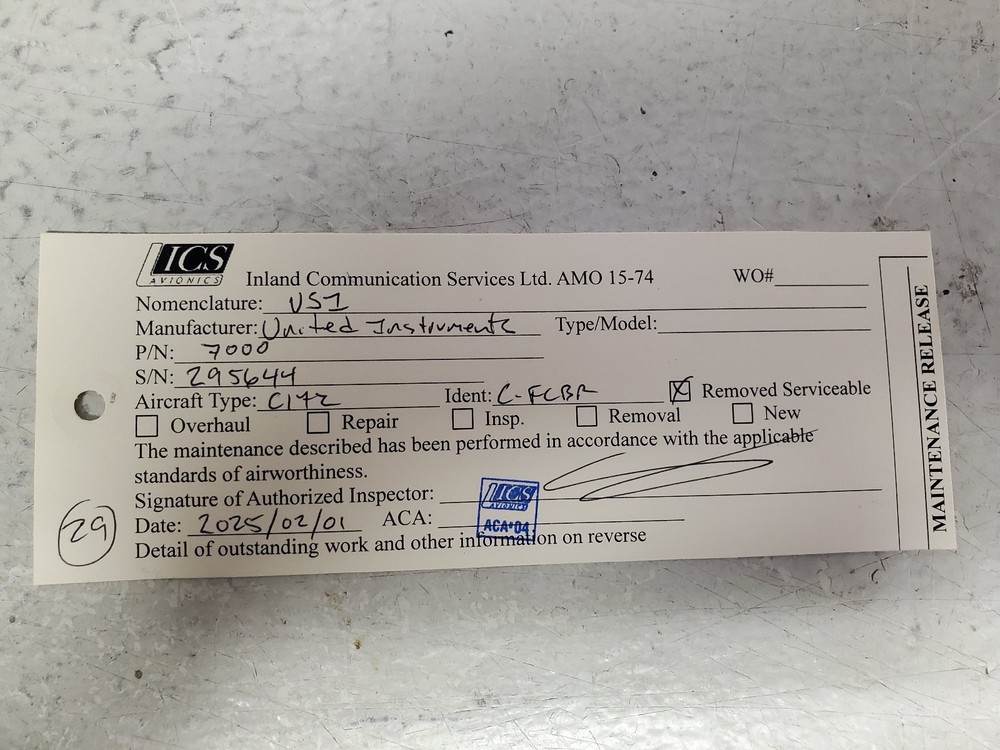 ICS
AVIONICS
Inland Communication Services Ltd. AMO 15-74 WO#
Nomenclature: VSI
Manufacturer: United Instruments Type/Model:
P/N: 7000
S/N: 295644
Aircraft Type: C172 Ident: C-FCBR Removed Serviceable
Overhaul Repair Insp. Removal New
The maintenance described has been performed in accordance with the applicable
standards of airworthiness.
Signature of Authorized Inspector:
Date: 2025/02/01 ACA:
Detail of outstanding work and other information on reverse
29
ICS
AVIONICS
ACA•04
MAINTENANCE RELEASE